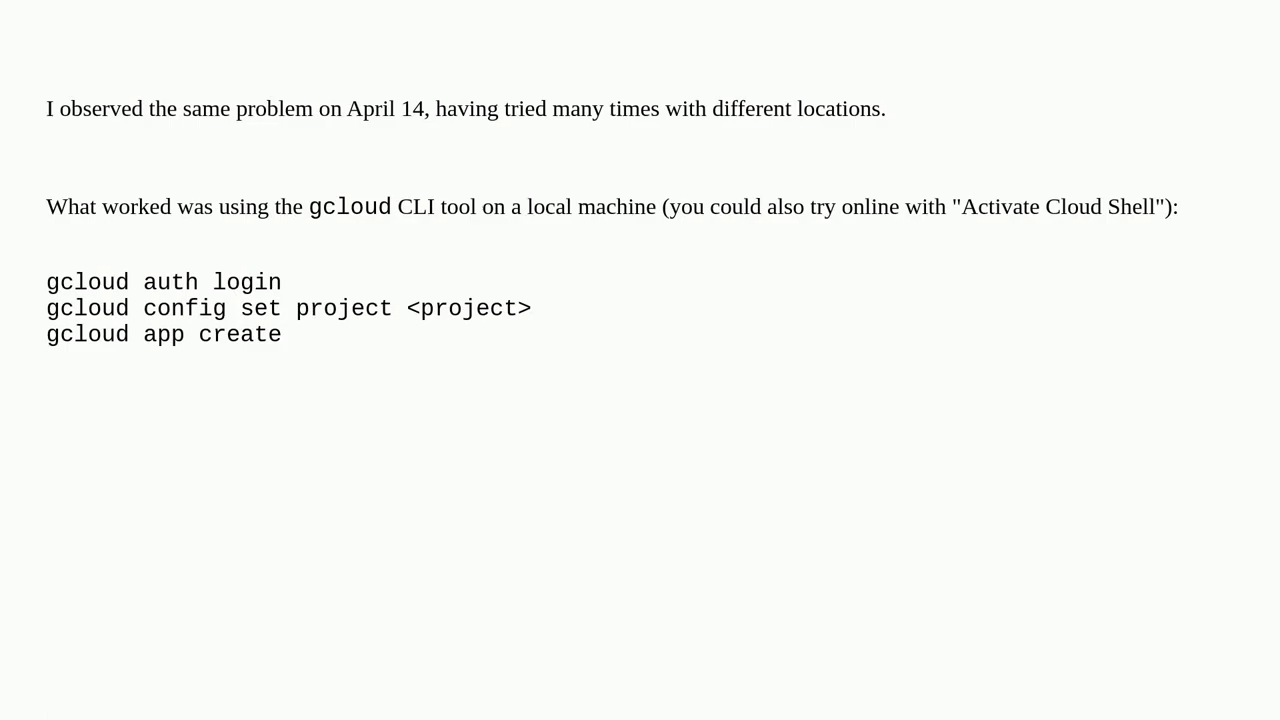 I observed the same problem on April 14, having tried many times with different locations.
What worked was using the gcloud CLI tool on a local machine (you could also try online with "Activate Cloud Shell"):
gcloud auth login
gcloud config set project <project>
gcloud app create